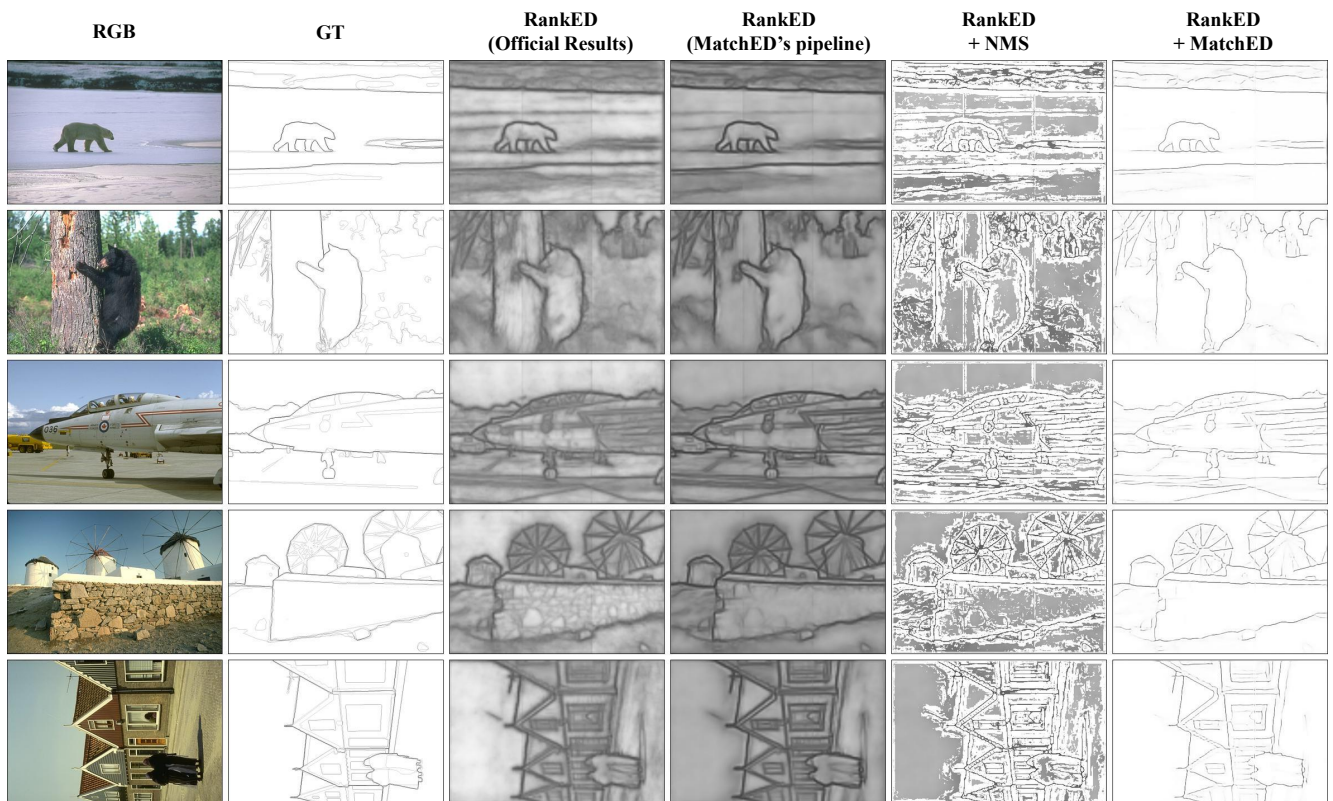 RGB
GT
RankED
(Official Results)
RankED
(MatchED's pipeline)
RankED
+ NMS
RankED
+ MatchED
036